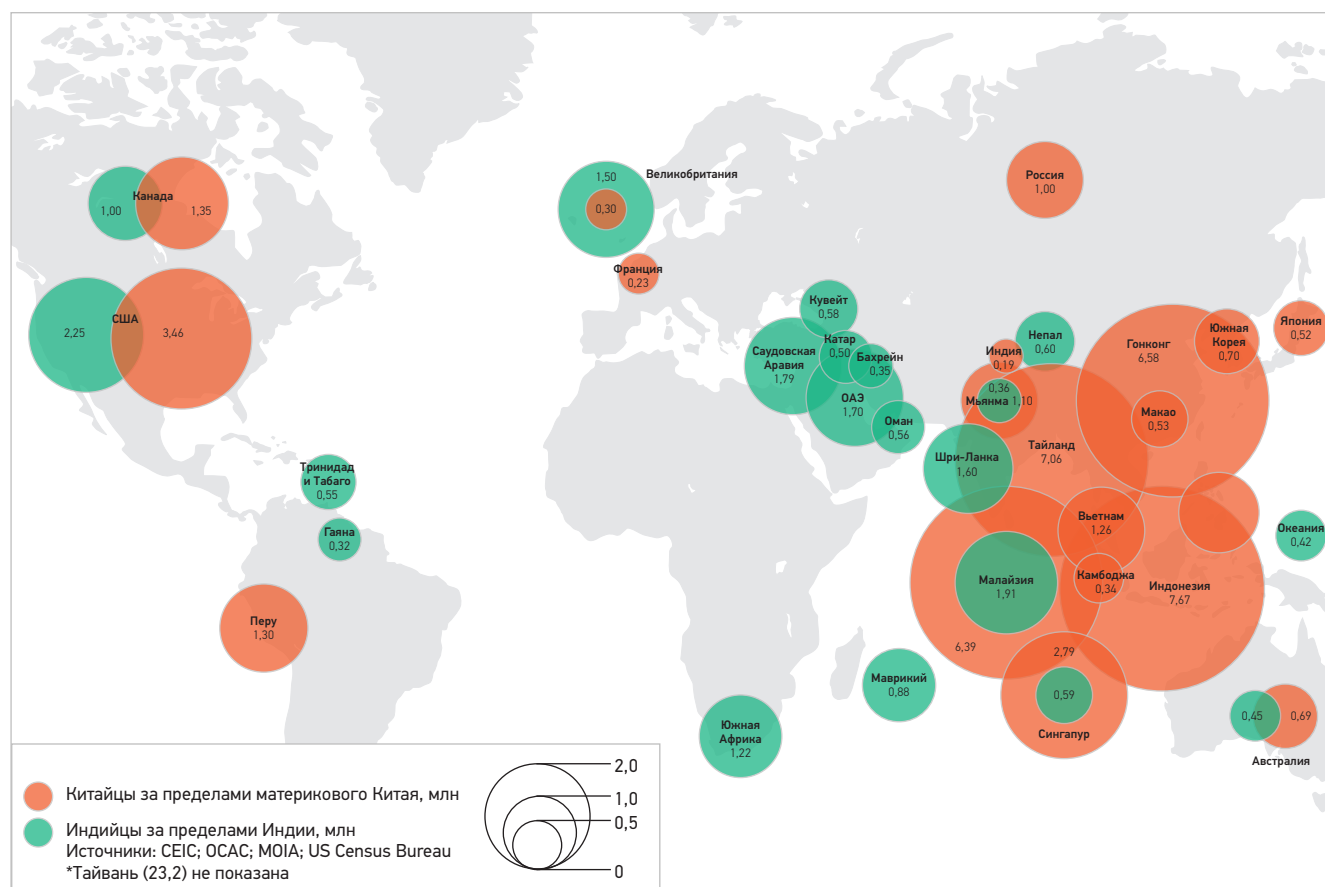 Канада
1,00
1,35
США
2,25
3,46
Тринидад
и Табаго
0,55
Гаяна
0,32
Перу
1,30
1,50
Великобритания
0,30
Франция
0,23
Россия
1,00
Кувейт
0,58
Саудовская
Аравия
1,79
Катар
0,50
Бахрейн
0,35
ОАЭ
1,70
Оман
0,56
Непал
0,60
Индия
0,19
0,36
Мьянма 1,10
Гонконг
6,58
Южная
Корея
0,70
Япония
0,52
Макао
0,53
Таиланд
7,06
Шри-Ланка
1,60
Вьетнам
1,26
Океания
0,42
Малайзия
1,91
6,39
Камбоджа
0,34
Индонезия
7,67
2,79
0,59
Сингапур
Маврикий
0,88
Южная
Африка
1,22
0,45
0,69
Австралия
Китайцы за пределами материкового Китая, млн
Индийцы за пределами Индии, млн
Источники: CEIC; OCAC; MOIA; US Census Bureau
*Тайвань (23,2) не показана
2,0
1,0
0,5
0